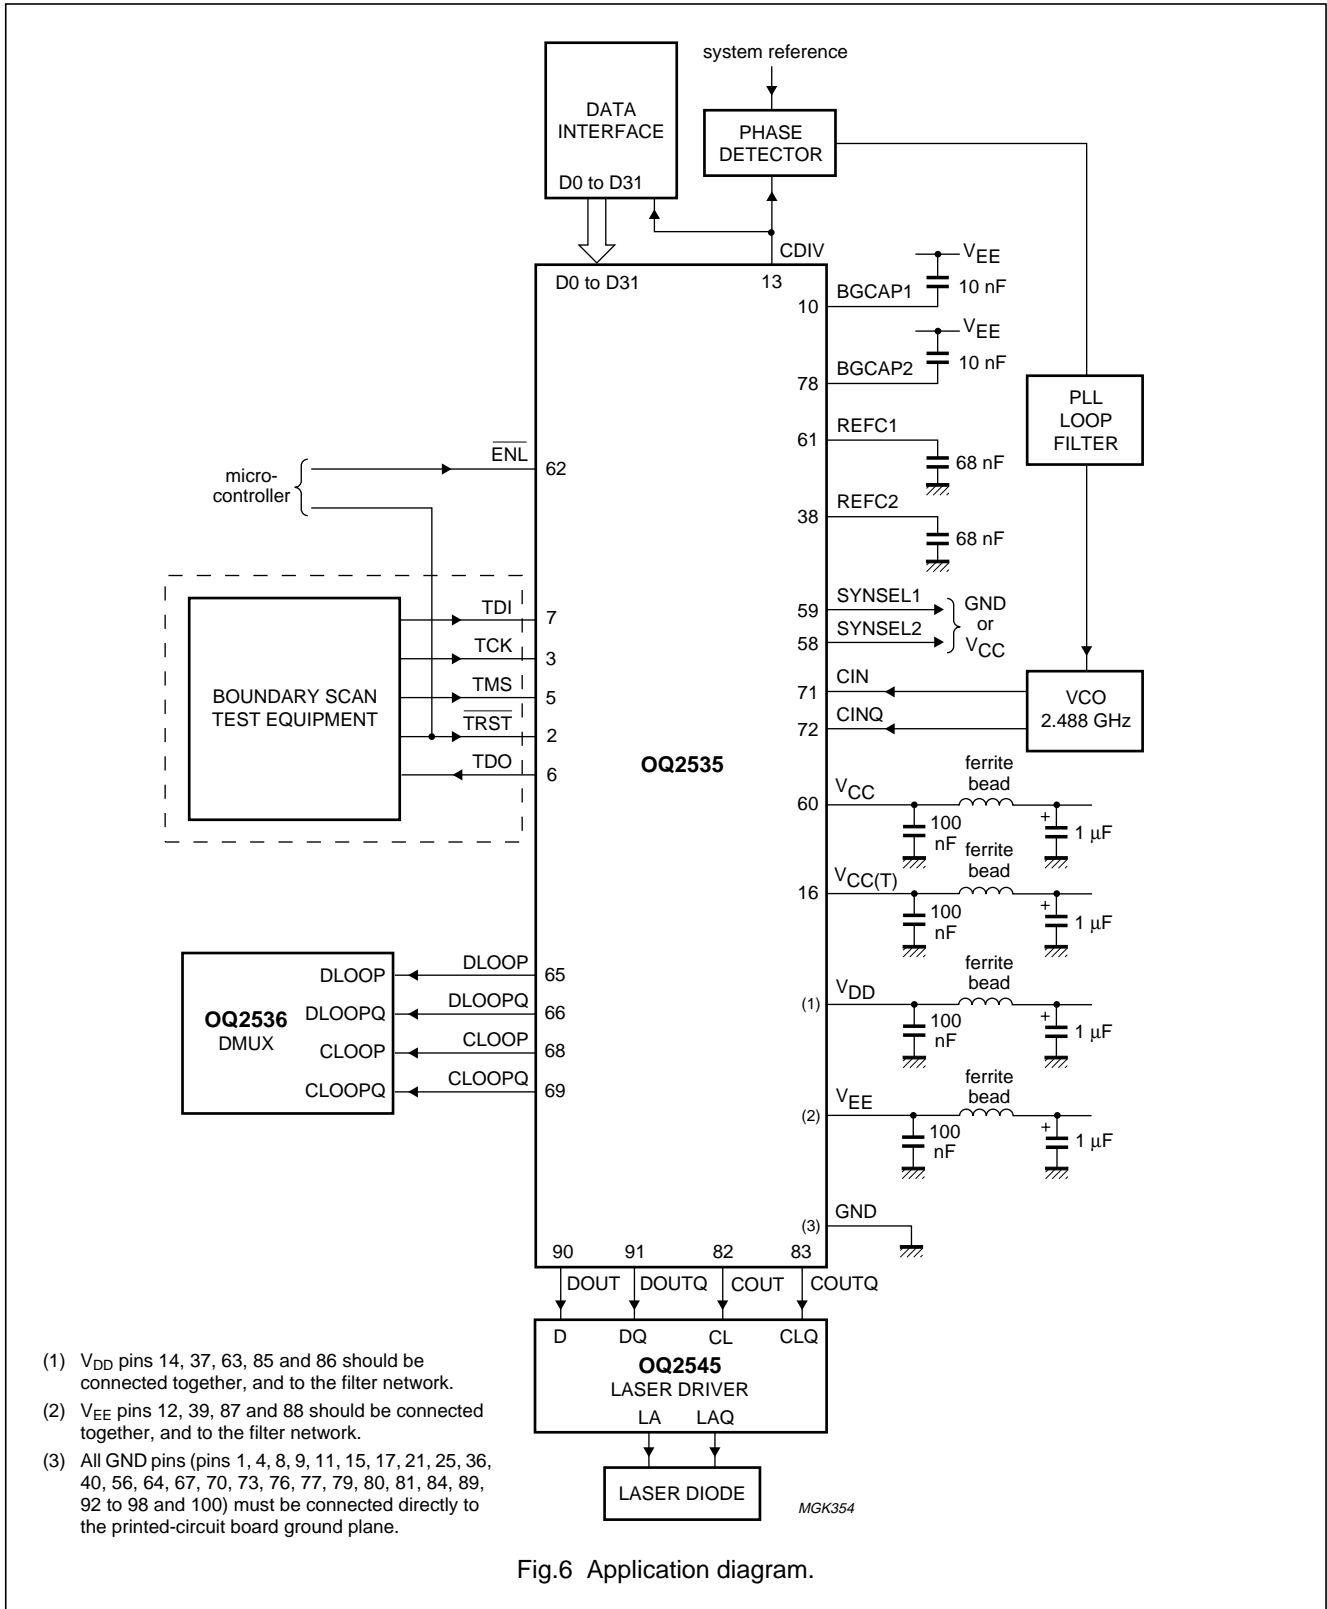 system reference
DATA
INTERFACE
D0 to D31
PHASE
DETECTOR
CDIV
D0 to D31
13
10
BGCAP1
VEE
10 nF
78
BGCAP2
VEE
10 nF
PLL
LOOP
FILTER
61
REFC1
68 nF
38
REFC2
68 nF
micro-
controller
ENL
62
59
SYNSEL1
58
SYNSEL2
GND
or
VCC
71
CIN
72
CINQ
VCO
2.488 GHz
BOUNDARY SCAN
TEST EQUIPMENT
TDI
7
TCK
3
TMS
5
TRST
2
TDO
6
OQ2535
60
VCC
ferrite
bead
100
nF
+
1 μF
16
VCC(T)
ferrite
bead
100
nF
+
1 μF
(1)
VDD
ferrite
bead
100
nF
+
1 μF
(2)
VEE
ferrite
bead
100
nF
+
1 μF
(3)
GND
OQ2536
DMUX
DLOOP
DLOOPQ
CLOOP
CLOOPQ
DLOOP
65
DLOOPQ
66
CLOOP
68
CLOOPQ
69
90 91 82 83
DOUT DOUTQ COUT COUTQ
D DQ CL CLQ
OQ2545
LASER DRIVER
LA LAQ
LASER DIODE
MGK354
(1) VDD pins 14, 37, 63, 85 and 86 should be
connected together, and to the filter network.
(2) VEE pins 12, 39, 87 and 88 should be connected
together, and to the filter network.
(3) All GND pins (pins 1, 4, 8, 9, 11, 15, 17, 21, 25, 36,
40, 56, 64, 67, 70, 73, 76, 77, 79, 80, 81, 84, 89,
92 to 98 and 100) must be connected directly to
the printed-circuit board ground plane.
Fig.6 Application diagram.